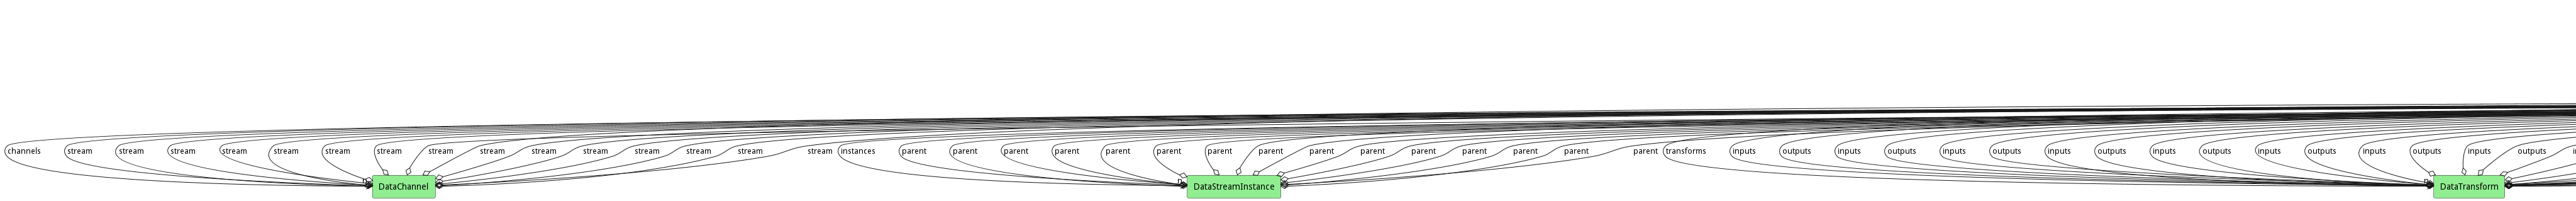 channels stream stream stream stream stream stream stream stream stream stream stream stream stream stream stream instances parent parent parent parent parent parent parent parent parent parent parent parent parent parent parent transforms inputs outputs inputs outputs inputs outputs inputs outputs inputs outputs inputs outputs inputs outputs inputs outputs
DataChannel DataStreamInstance DataTransform